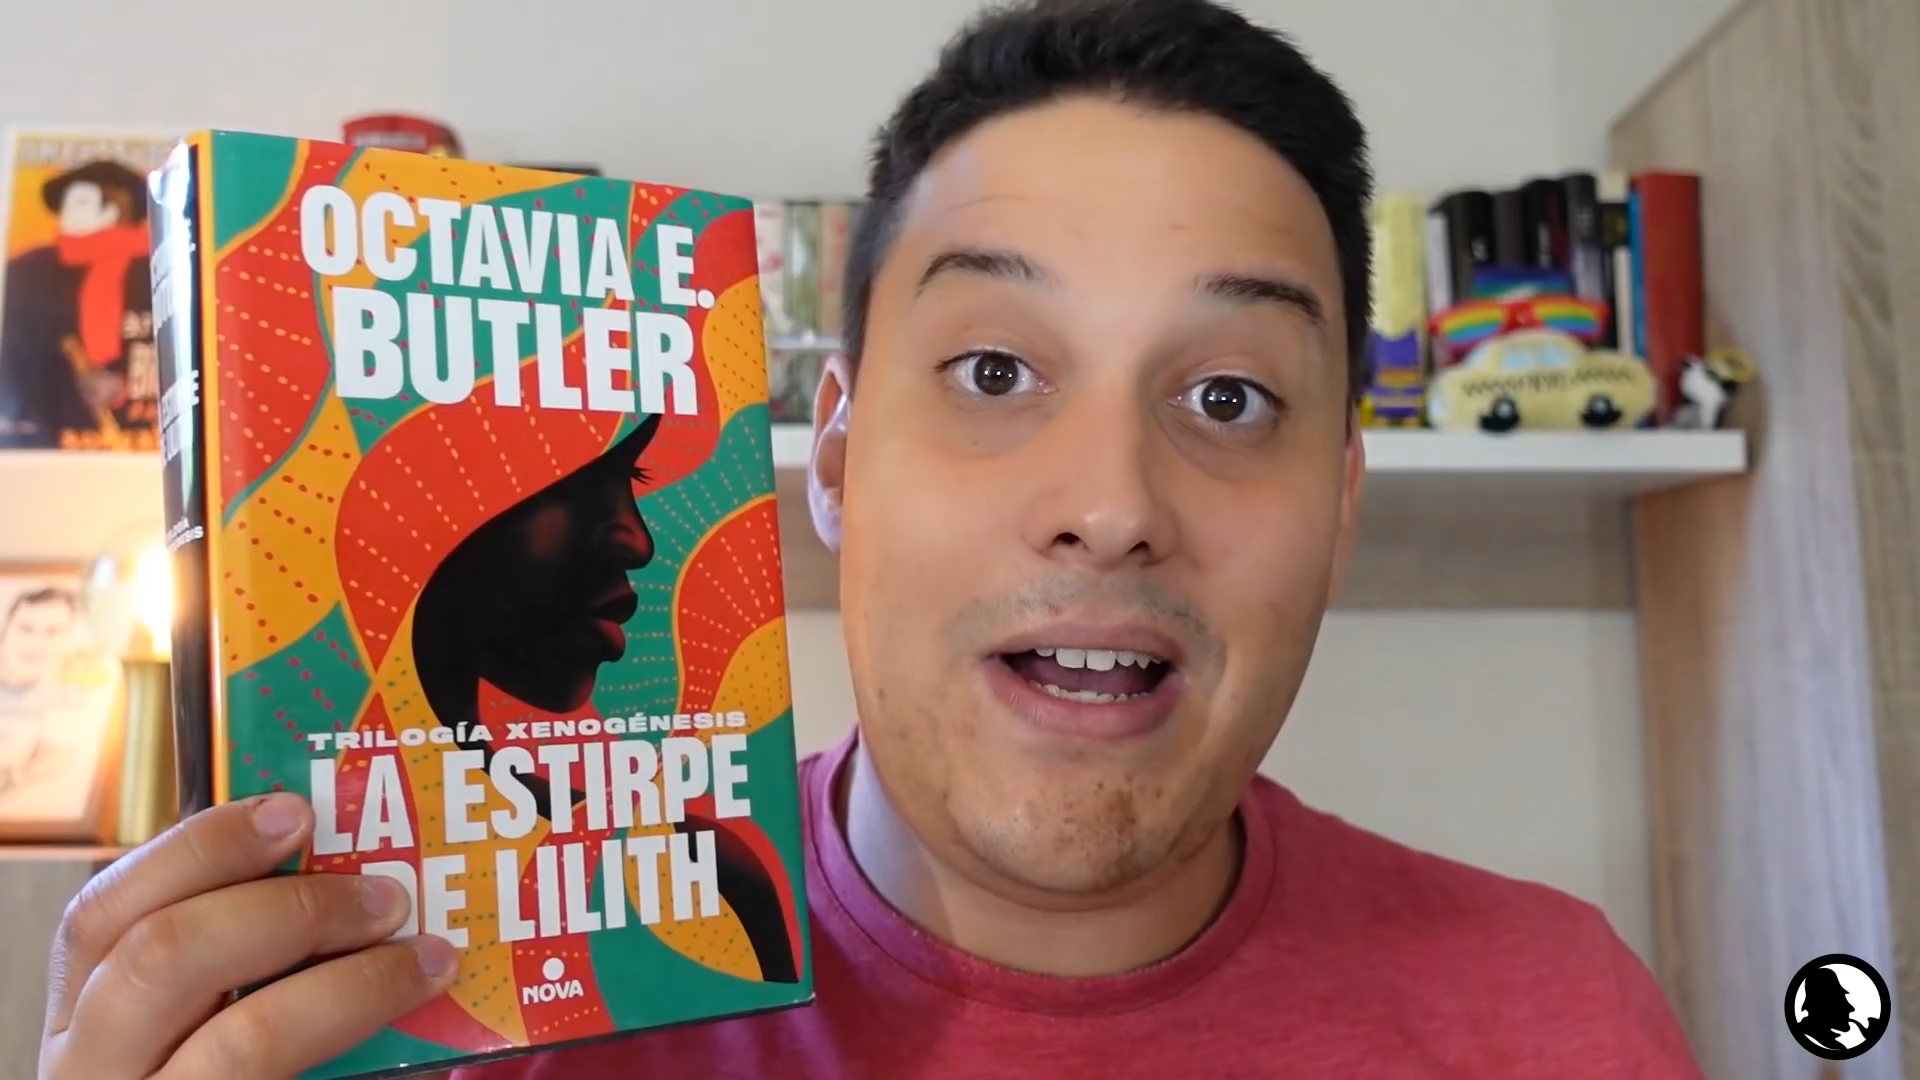 OCTAVIA E.
BUTLER
TRILOGÍA XENOGÉNESIS
LA ESTIRPE
DE LILITH
NOVA